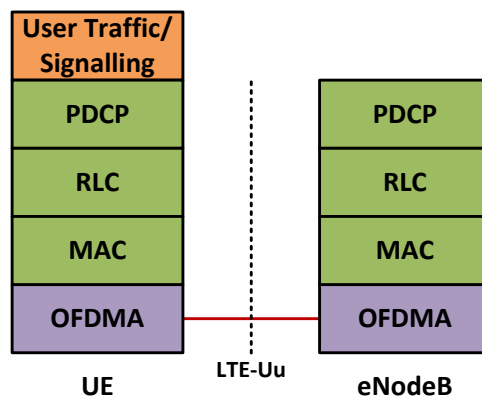 User Traffic/
Signalling
PDCP
RLC
MAC
OFDMA
UE
LTE-Uu
PDCP
RLC
MAC
OFDMA
eNodeB